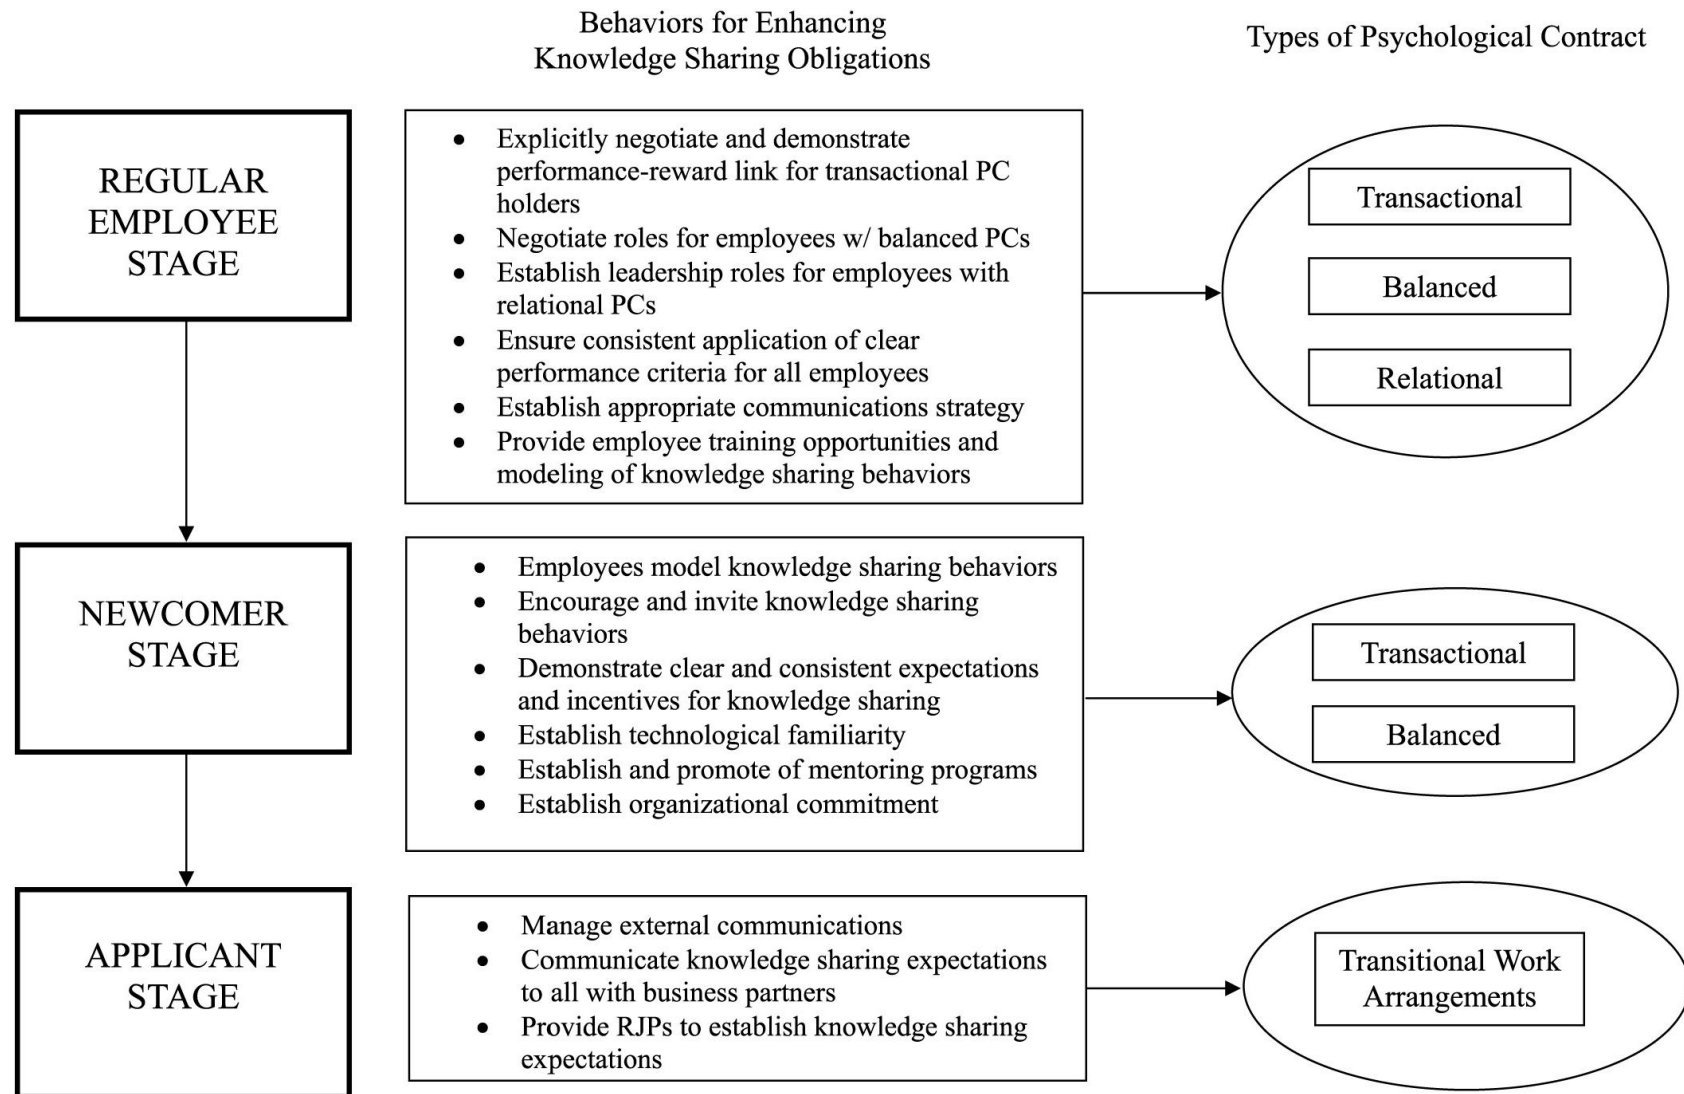 Behaviors for Enhancing
Knowledge Sharing Obligations
Types of Psychological Contract
REGULAR
EMPLOYEE
STAGE
• Explicitly negotiate and demonstrate
performance-reward link for transactional PC
holders
• Negotiate roles for employees w/ balanced PCs
• Establish leadership roles for employees with
relational PCs
• Ensure consistent application of clear
performance criteria for all employees
• Establish appropriate communications strategy
• Provide employee training opportunities and
modeling of knowledge sharing behaviors
Transactional
Balanced
Relational
NEWCOMER
STAGE
• Employees model knowledge sharing behaviors
• Encourage and invite knowledge sharing
behaviors
• Demonstrate clear and consistent expectations
and incentives for knowledge sharing
• Establish technological familiarity
• Establish and promote of mentoring programs
• Establish organizational commitment
Transactional
Balanced
APPLICANT
STAGE
• Manage external communications
• Communicate knowledge sharing expectations
to all with business partners
• Provide RJPs to establish knowledge sharing
expectations
Transitional Work
Arrangements